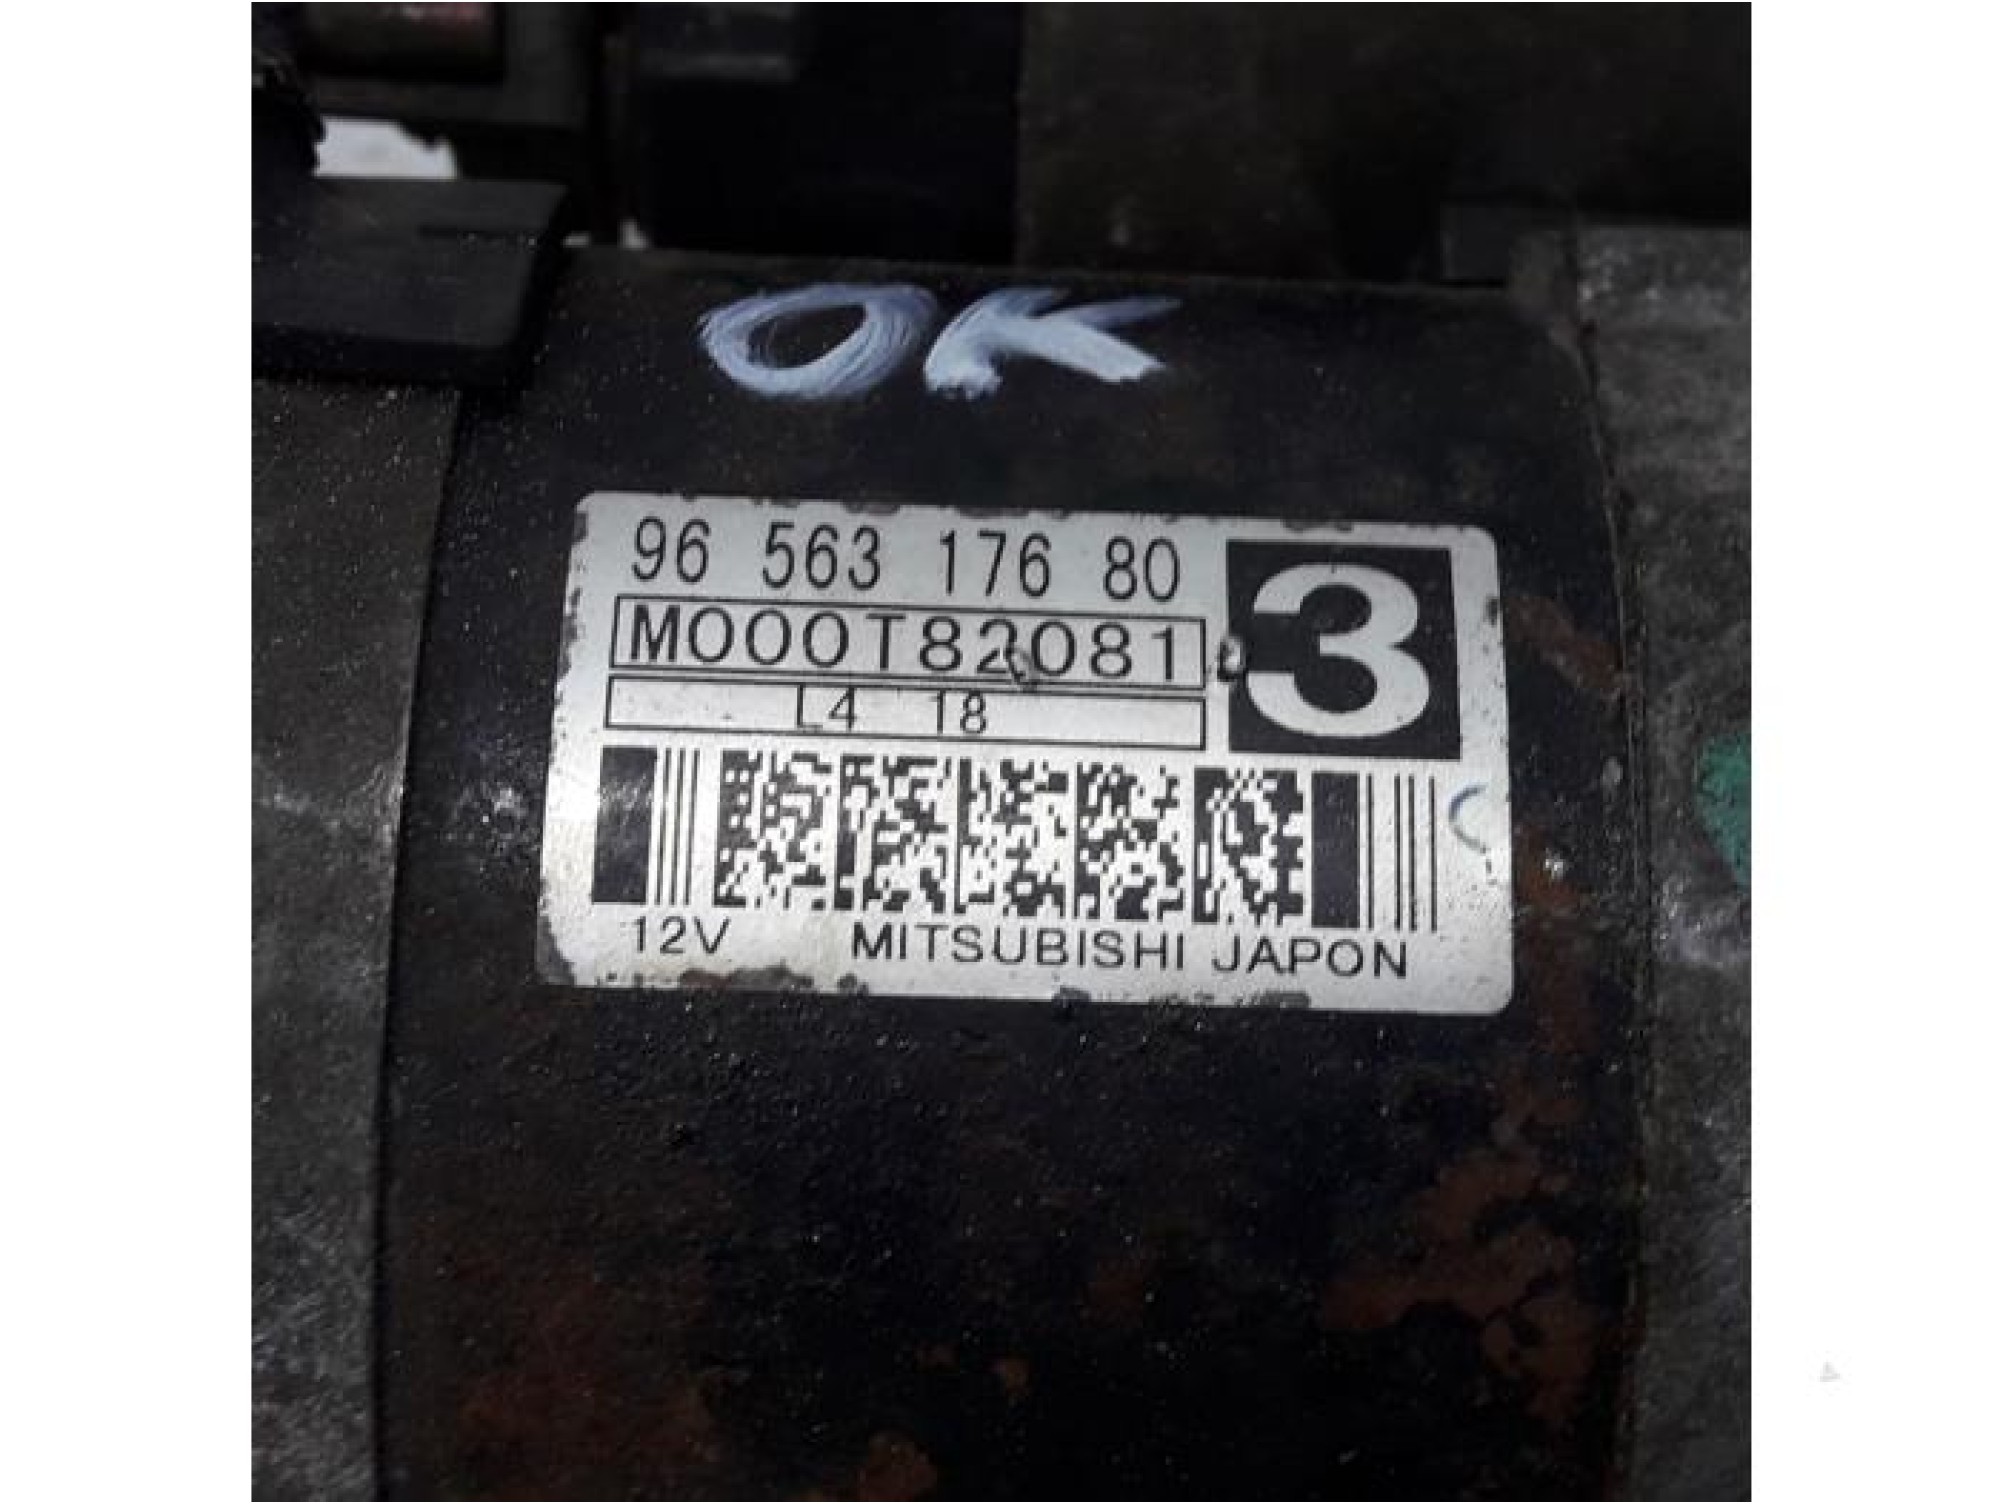 OK
96 563 176 80
3
M000T82081
L4 18
12V MITSUBISHI JAPON